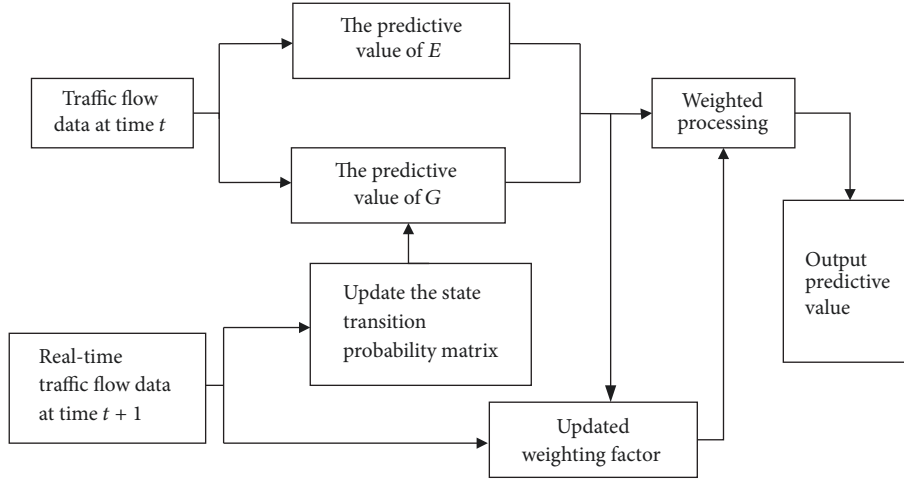 The predictive
value of E
Traffic flow
data at time t
Weighted
processing
The predictive
value of G
Output
predictive
value
Update the state
transition
probability matrix
Real-time
traffic flow data
at time t + 1
Updated
weighting factor